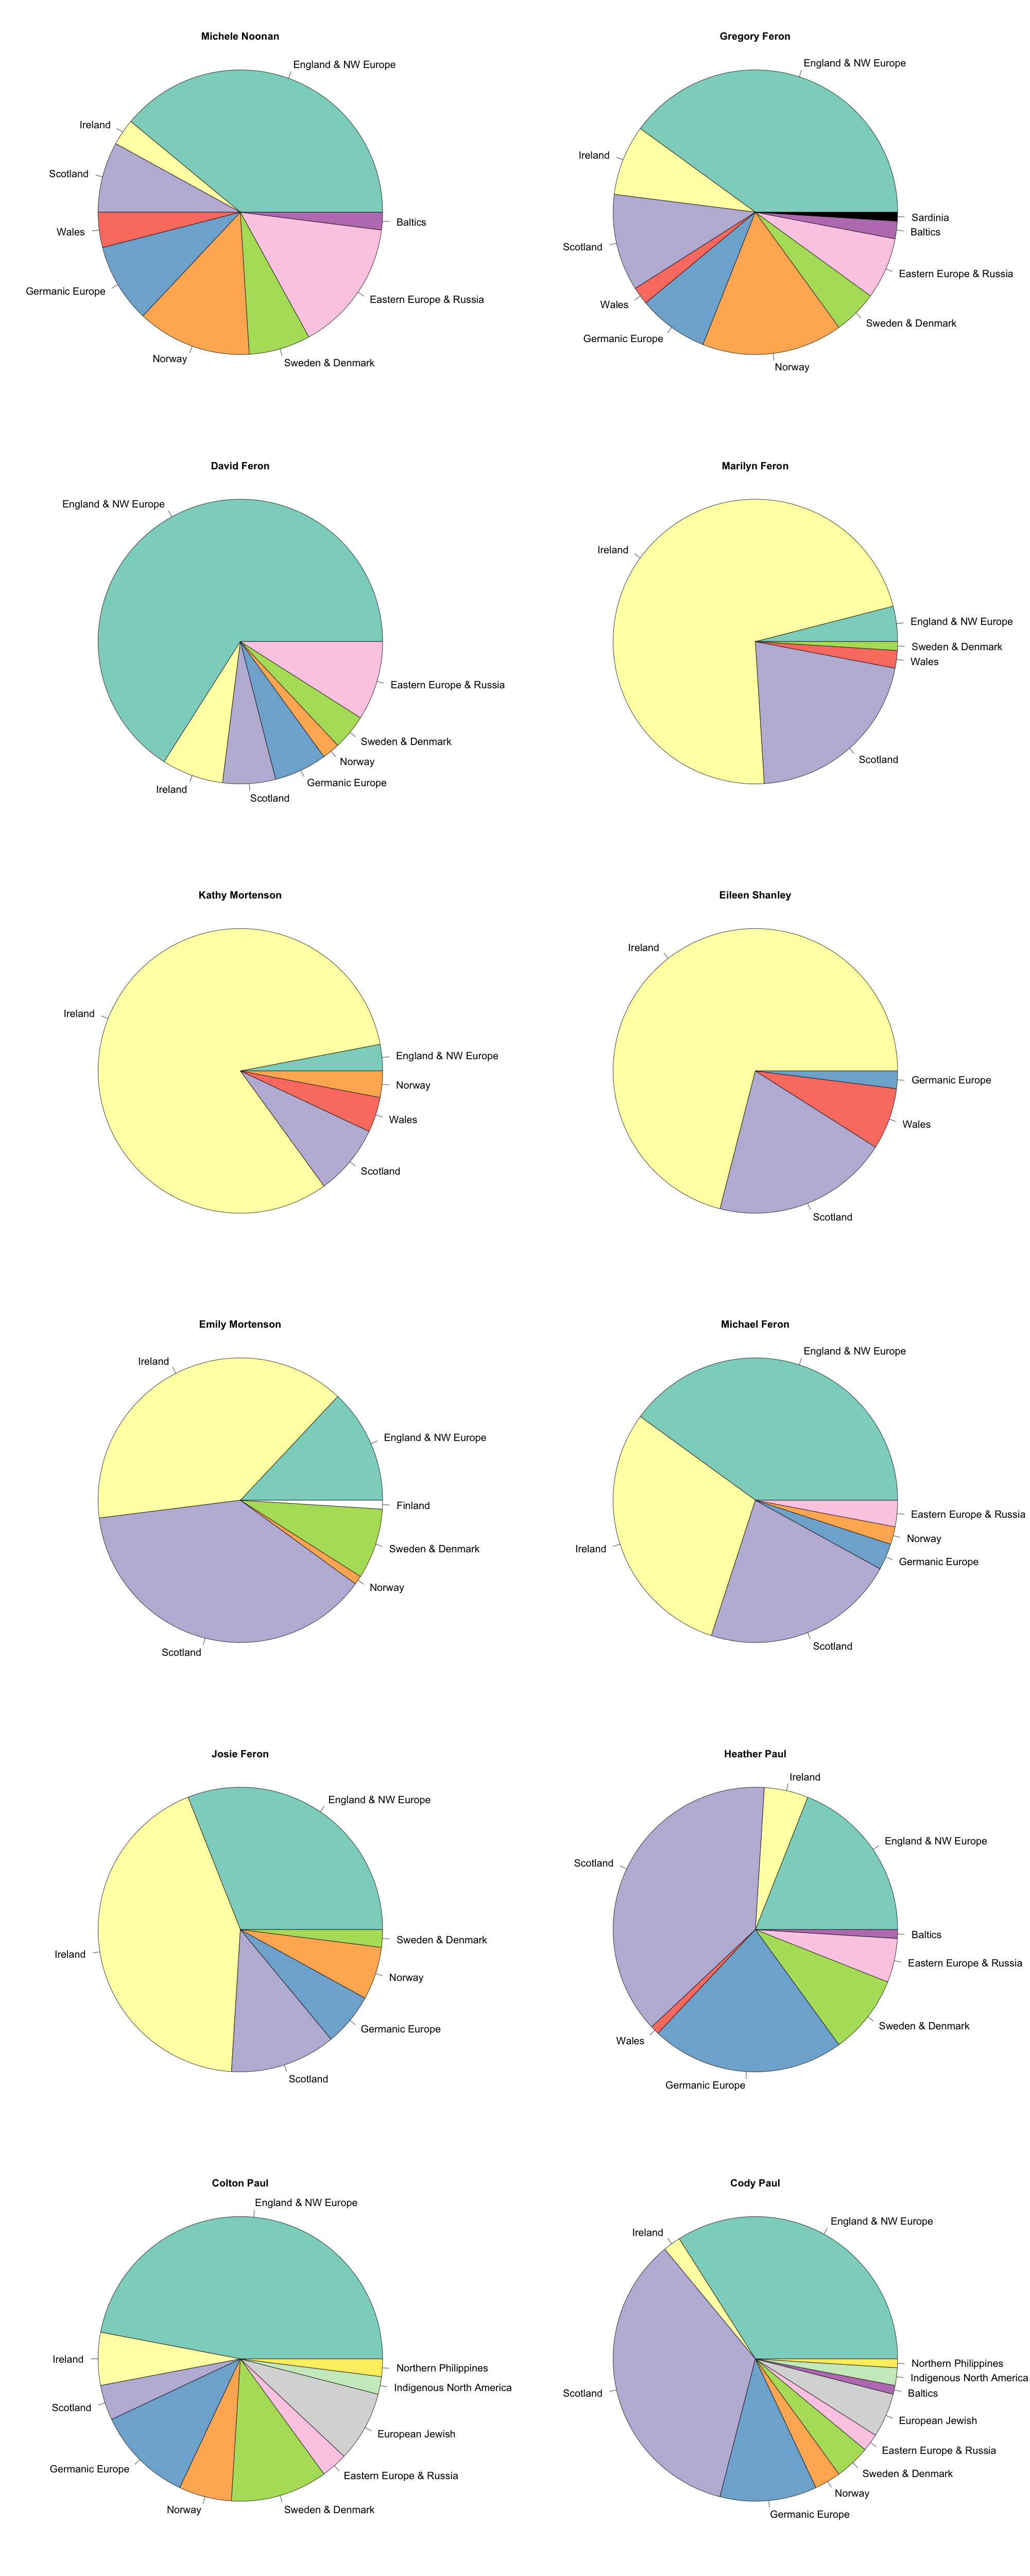 Michele Noonan
England & NW Europe
Ireland
Scotland
Wales
Germanic Europe
Norway
Sweden & Denmark
Eastern Europe & Russia
Baltics
Gregory Feron
England & NW Europe
Ireland
Scotland
Wales
Germanic Europe
Norway
Sweden & Denmark
Eastern Europe & Russia
Baltics
Sardinia
David Feron
England & NW Europe
Ireland
Scotland
Germanic Europe
Norway
Sweden & Denmark
Eastern Europe & Russia
Marilyn Feron
England & NW Europe
Ireland
Scotland
Wales
Sweden & Denmark
Kathy Mortenson
England & NW Europe
Ireland
Scotland
Wales
Norway
Eileen Shanley
Ireland
Scotland
Wales
Germanic Europe
Emily Mortenson
England & NW Europe
Ireland
Scotland
Norway
Sweden & Denmark
Finland
Michael Feron
England & NW Europe
Ireland
Scotland
Germanic Europe
Norway
Eastern Europe & Russia
Josie Feron
England & NW Europe
Ireland
Scotland
Germanic Europe
Norway
Sweden & Denmark
Heather Paul
England & NW Europe
Ireland
Scotland
Wales
Germanic Europe
Sweden & Denmark
Eastern Europe & Russia
Baltics
Colton Paul
England & NW Europe
Ireland
Scotland
Germanic Europe
Norway
Sweden & Denmark
Eastern Europe & Russia
European Jewish
Indigenous North America
Northern Philippines
Cody Paul
England & NW Europe
Ireland
Scotland
Germanic Europe
Norway
Sweden & Denmark
Eastern Europe & Russia
European Jewish
Baltics
Indigenous North America
Northern Philippines